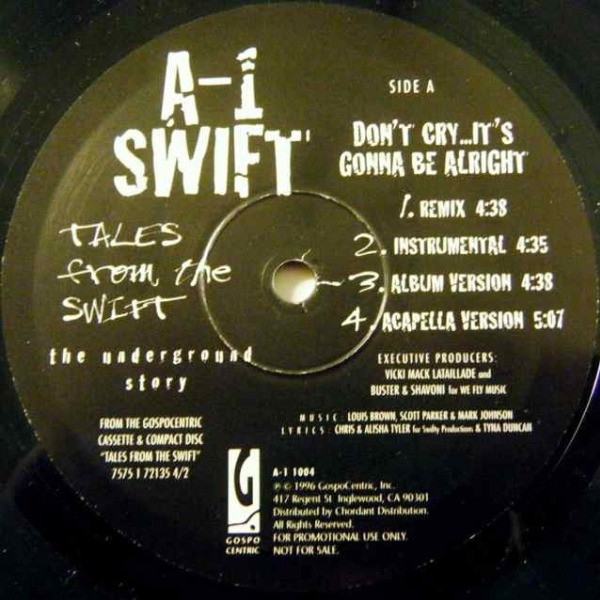 A-1
SWIFT
SIDE A
DON'T CRY...IT'S
GONNA BE ALRIGHT
1. REMIX 4:38
2. INSTRUMENTAL 4:35
3. ALBUM VERSION 4:38
4. ACAPELLA VERSION 5:07
TALES
from the
SWIFT
the underground
story
EXECUTIVE PRODUCERS:
VICKI MACK LATAILLADE and
BUSTER & SHAVONI for WE FLY MUSIC
MUSIC: LOUIS BROWN, SCOTT PARKER & MARK JOHNSON
LYRICS: CHRIS & ALISHA TYLER for Swifty Productions & TYNA DUNCAN
FROM THE GOSPOCENTRIC
CASSETTE & COMPACT DISC
"TALES FROM THE SWIFT"
7575 1 72135 4/2
G
GOSPO
CENTRIC
A-1 1004
℗ © 1996 GospoCentric, Inc.
417 Regent St Inglewood, CA 90301
Distributed by Chordant Distribution.
All Rights Reserved.
FOR PROMOTIONAL USE ONLY.
NOT FOR SALE.